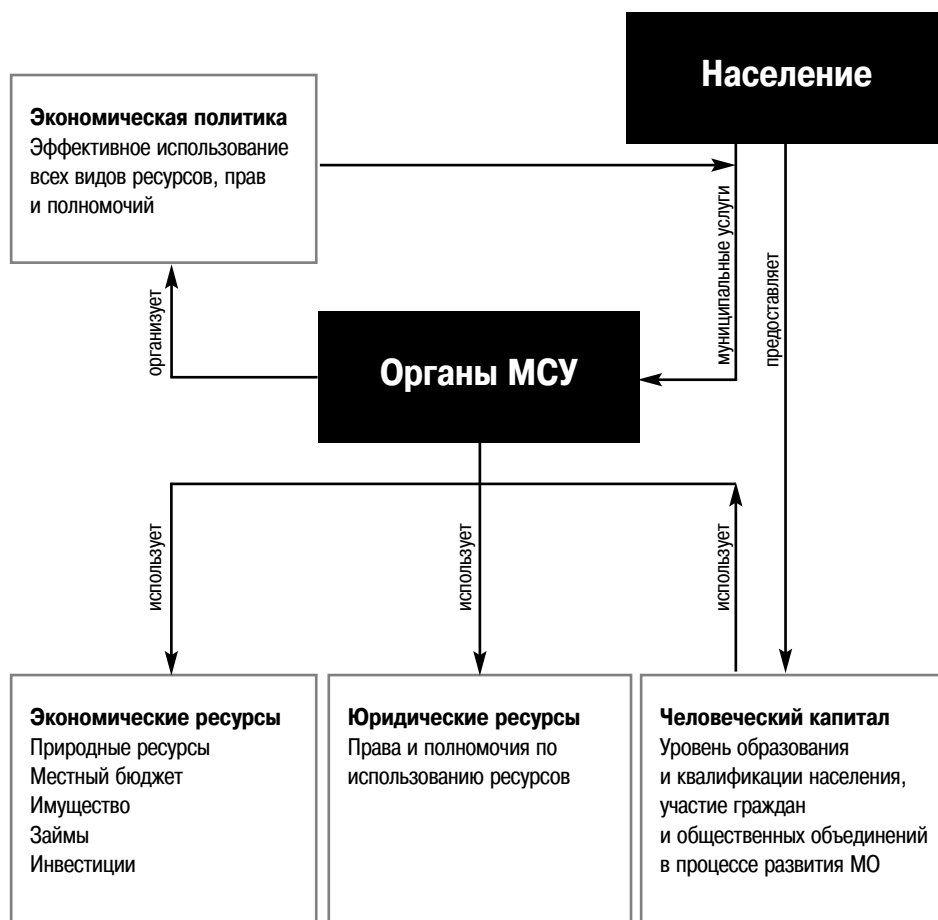 Население
Экономическая политика
Эффективное использование
всех видов ресурсов, прав
и полномочий
муниципальные услуги
предоставляет
организует
Органы МСУ
использует
использует
использует
Экономические ресурсы
Природные ресурсы
Местный бюджет
Имущество
Займы
Инвестиции
Юридические ресурсы
Права и полномочия по
использованию ресурсов
Человеческий капитал
Уровень образования
и квалификации населения,
участие граждан
и общественных объединений
в процессе развития МО